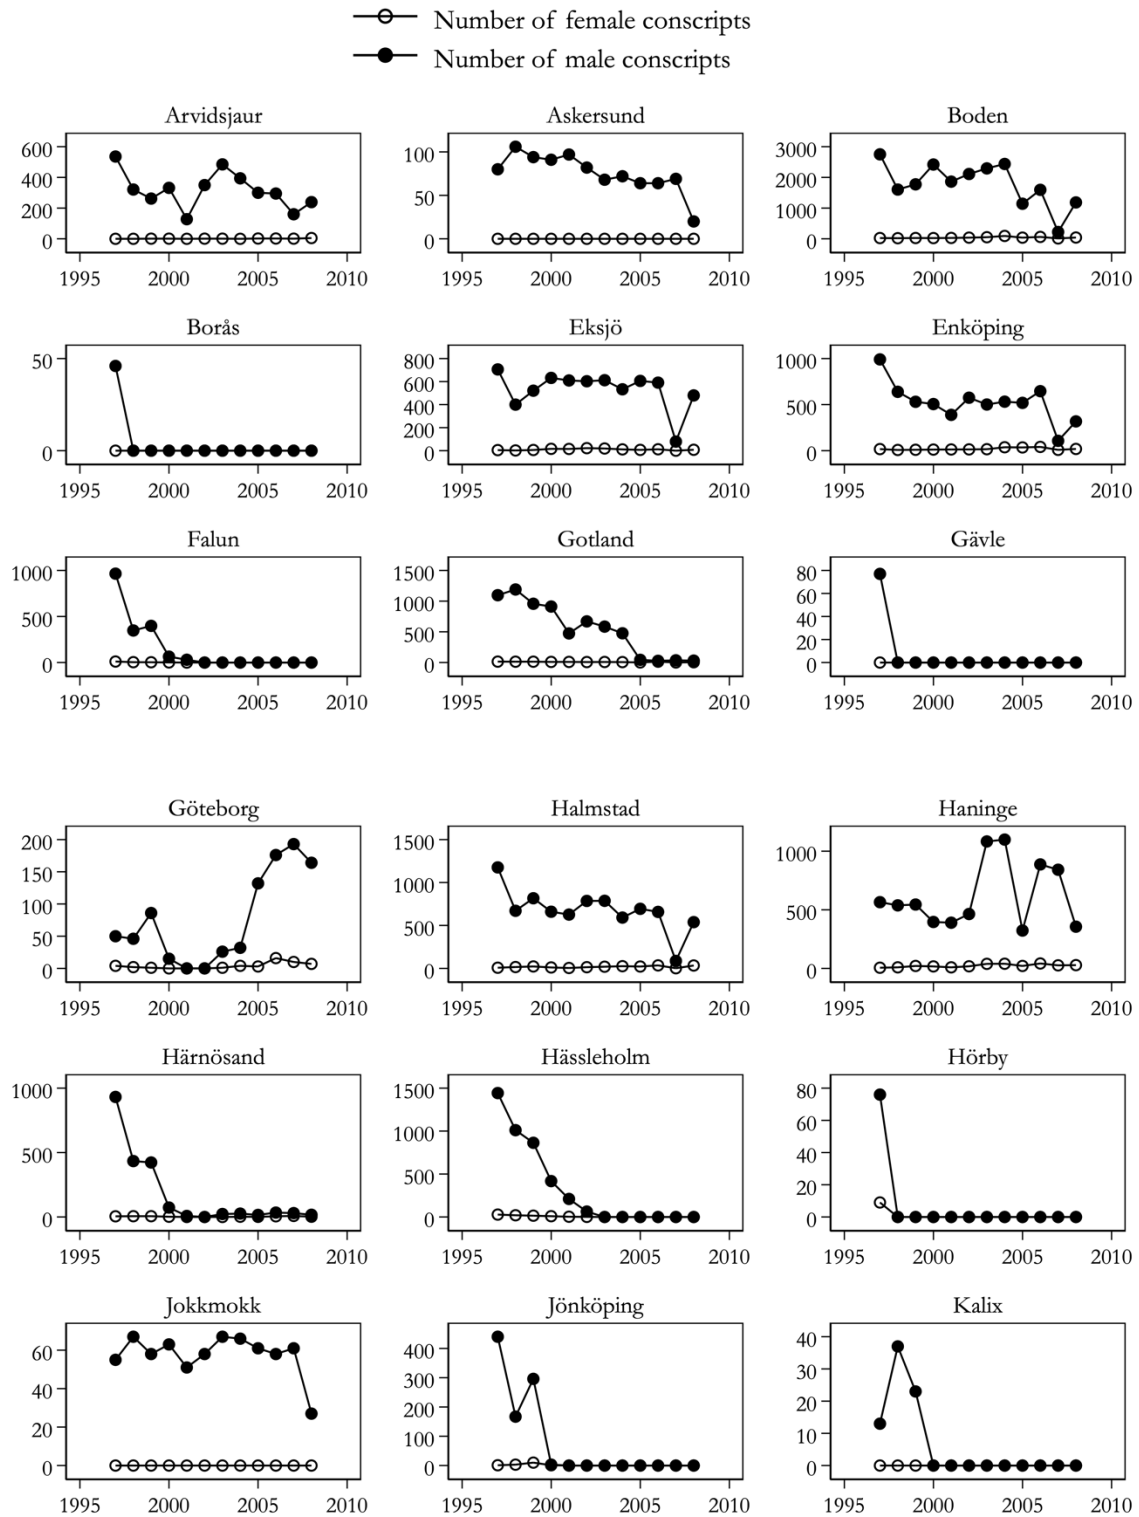 Number of female conscripts
Number of male conscripts
Arvidsjaur
Askersund
Boden
600
400
200
0
1995 2000 2005 2010
100
50
0
1995 2000 2005 2010
3000
2000
1000
0
1995 2000 2005 2010
Borås
Eksjö
Enköping
50
0
1995 2000 2005 2010
800
600
400
200
0
1995 2000 2005 2010
1000
500
0
1995 2000 2005 2010
Falun
Gotland
Gävle
1000
500
0
1995 2000 2005 2010
1500
1000
500
0
1995 2000 2005 2010
80
60
40
20
0
1995 2000 2005 2010
Göteborg
Halmstad
Haninge
200
150
100
50
0
1995 2000 2005 2010
1500
1000
500
0
1995 2000 2005 2010
1000
500
0
1995 2000 2005 2010
Härnösand
Hässleholm
Hörby
1000
500
0
1995 2000 2005 2010
1500
1000
500
0
1995 2000 2005 2010
80
60
40
20
0
1995 2000 2005 2010
Jokkmokk
Jönköping
Kalix
60
40
20
0
1995 2000 2005 2010
400
300
200
100
0
1995 2000 2005 2010
40
30
20
10
0
1995 2000 2005 2010